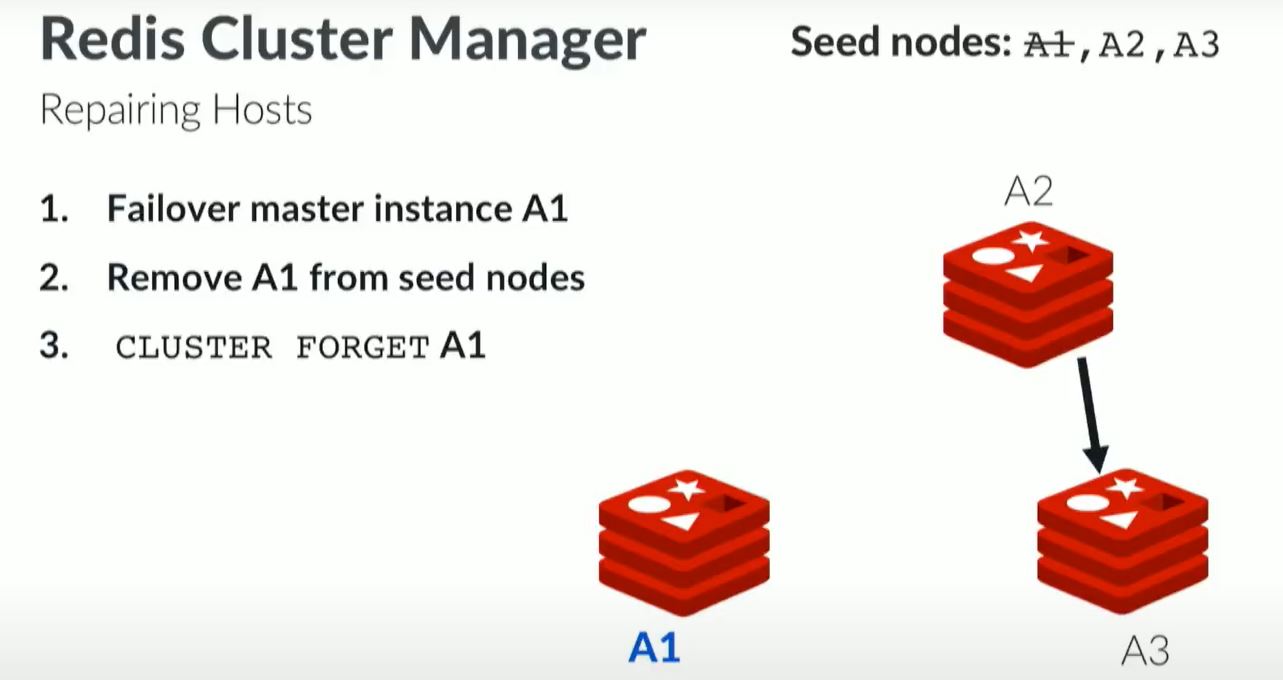 Redis Cluster Manager
Seed nodes: A1, A2, A3
Repairing Hosts
1. Failover master instance A1
2. Remove A1 from seed nodes
3. CLUSTER FORGET A1
A2
A1
A3